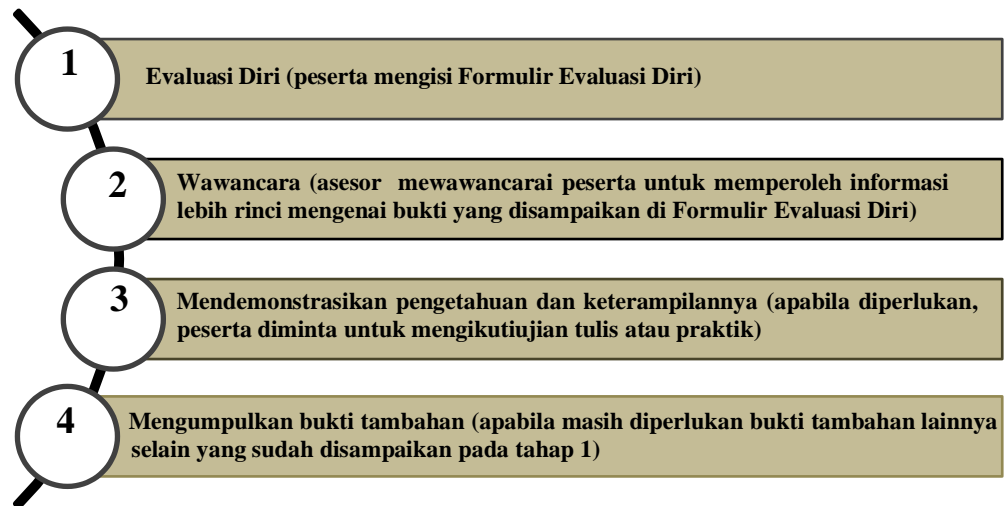 1
Evaluasi Diri (peserta mengisi Formulir Evaluasi Diri)
2
Wawancara (asesor mewawancarai peserta untuk memperoleh informasi
lebih rinci mengenai bukti yang disampaikan di Formulir Evaluasi Diri)
3
Mendemonstrasikan pengetahuan dan keterampilannya (apabila diperlukan,
peserta diminta untuk mengikutiujian tulis atau praktik)
4
Mengumpulkan bukti tambahan (apabila masih diperlukan bukti tambahan lainnya
selain yang sudah disampaikan pada tahap 1)